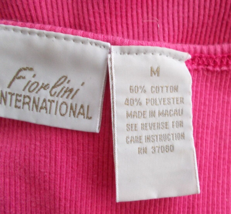 Fiorlini
INTERNATIONAL
M
60% COTTON
40% POLYESTER
MADE IN MACAU
SEE REVERSE FOR
CARE INSTRUCTION
RN 37080